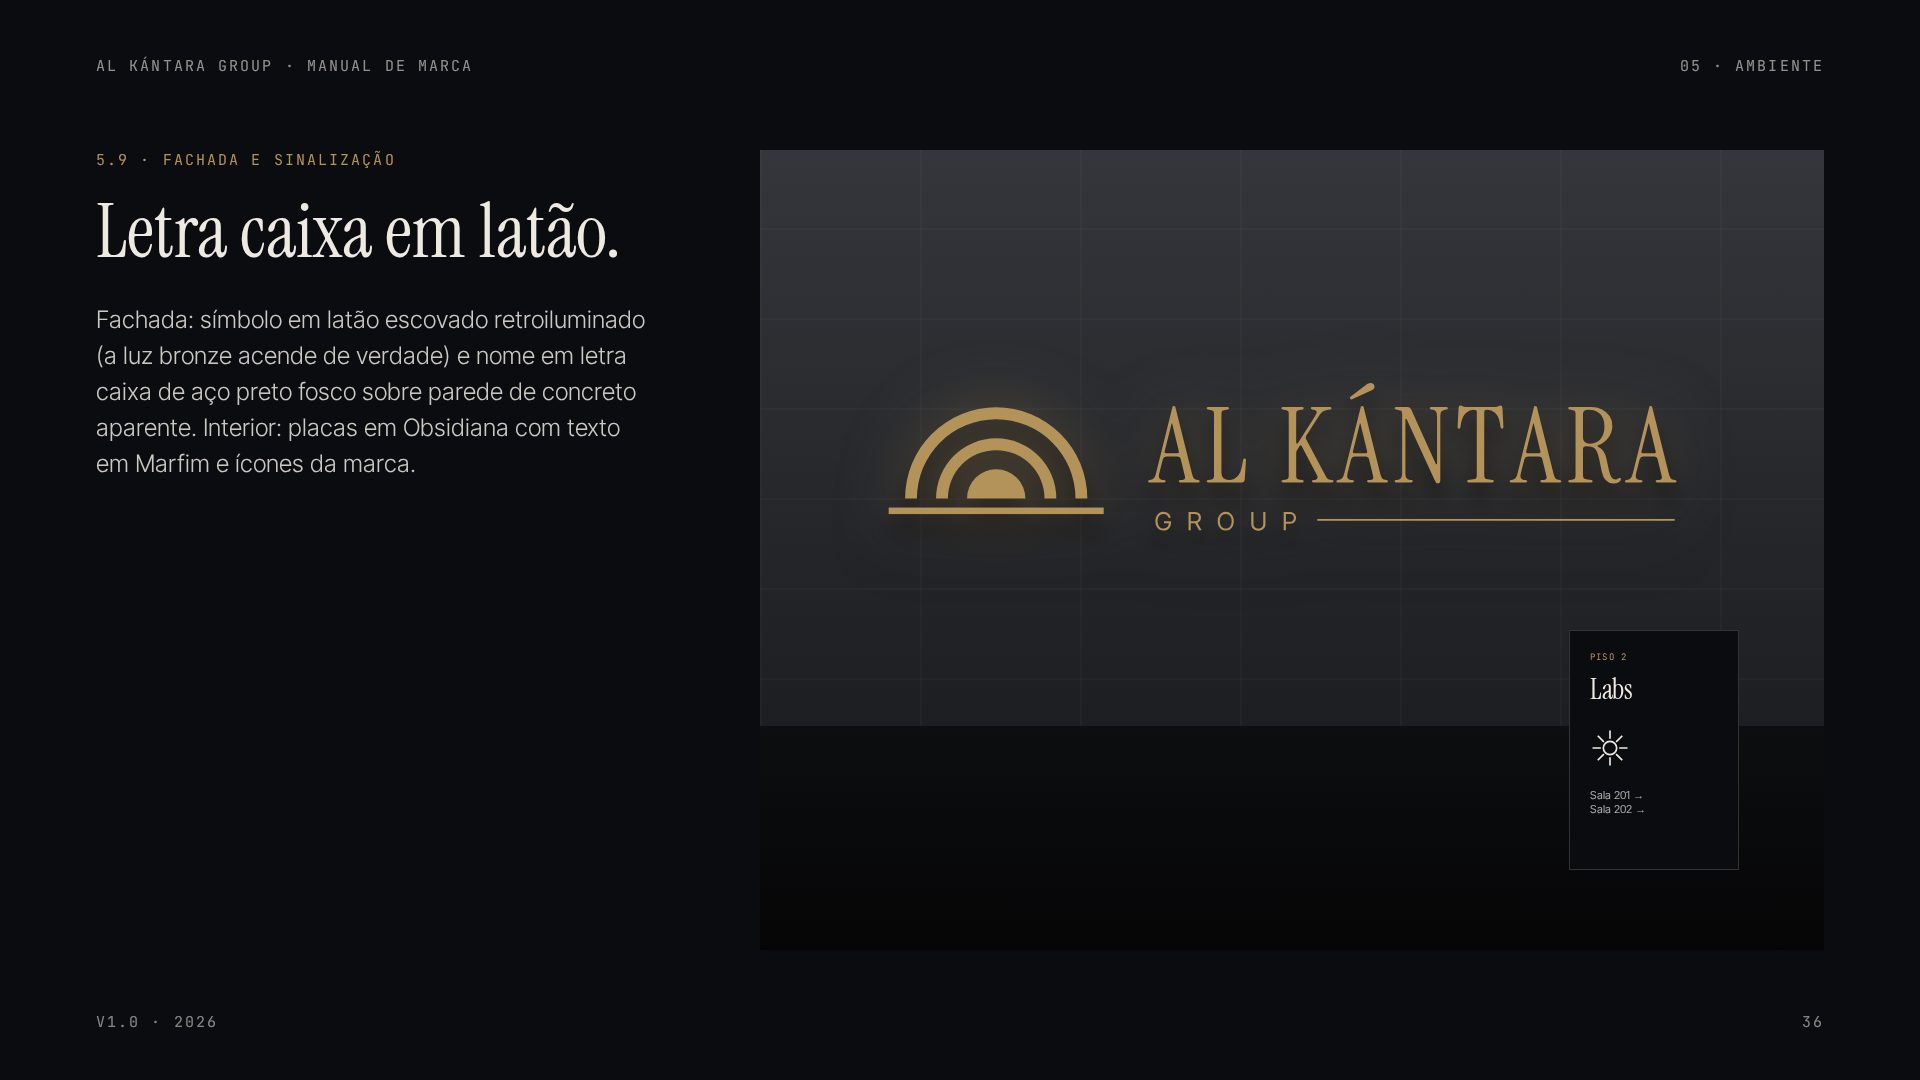 AL KÁNTARA GROUP · MANUAL DE MARCA
05 · AMBIENTE
5.9 · FACHADA E SINALIZAÇÃO
Letra caixa em latão.
Fachada: símbolo em latão escovado retroiluminado
(a luz bronze acende de verdade) e nome em letra
caixa de aço preto fosco sobre parede de concreto
aparente. Interior: placas em Obsidiana com texto
em Marfim e ícones da marca.
AL KÁNTARA
GROUP
PISO 2
Labs
Sala 201 →
Sala 202 →
V1.0 · 2026
36